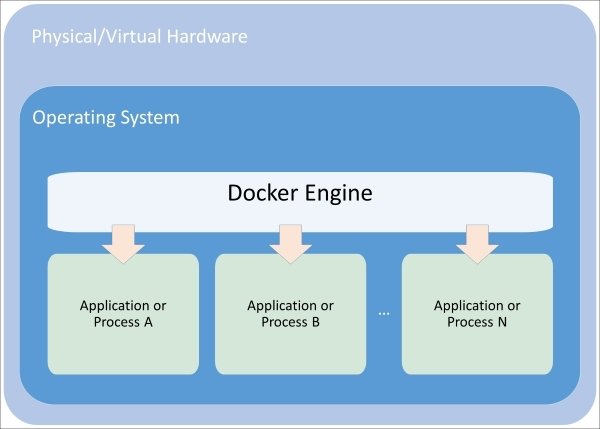 Physical/Virtual Hardware
Operating System
Docker Engine
Application or
Process A
Application or
Process B
...
Application or
Process N